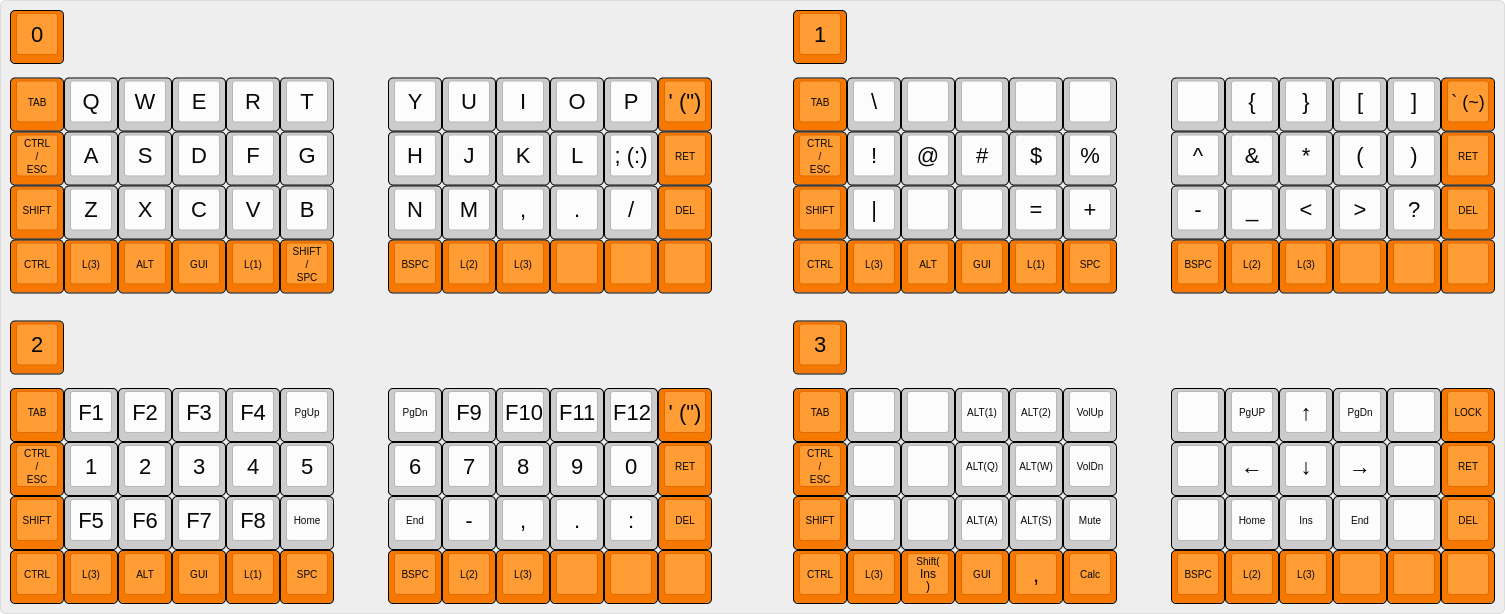 0 1
TAB Q W E R T Y U I O P ' (") TAB \ { } [ ] ` (~)
CTRL / ESC A S D F G H J K L ; (:) RET CTRL / ESC ! @ # $ % ^ & * ( ) RET
SHIFT Z X C V B N M , . / DEL SHIFT | = + - _ < > ? DEL
CTRL L(3) ALT GUI L(1) SHIFT / SPC BSPC L(2) L(3) CTRL L(3) ALT GUI L(1) SPC BSPC L(2) L(3)
2 3
TAB F1 F2 F3 F4 PgUp PgDn F9 F10 F11 F12 ' (") TAB ALT(1) ALT(2) VolUp PgUP ↑ PgDn LOCK
CTRL / ESC 1 2 3 4 5 6 7 8 9 0 RET CTRL / ESC ALT(Q) ALT(W) VolDn ← ↓ → RET
SHIFT F5 F6 F7 F8 Home End - , . : DEL SHIFT ALT(A) ALT(S) Mute Home Ins End DEL
CTRL L(3) ALT GUI L(1) SPC BSPC L(2) L(3) CTRL L(3) Shift( Ins ) GUI , Calc BSPC L(2) L(3)